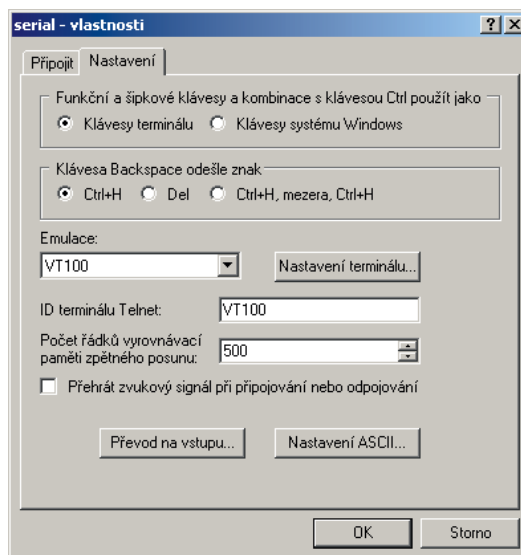 serial - vlastnosti
Připojit Nastavení
Funkční a šipkové klávesy a kombinace s klávesou Ctrl použít jako
Klávesy terminálu Klávesy systému Windows
Klávesa Backspace odešle znak
Ctrl+H Del Ctrl+H, mezera, Ctrl+H
Emulace:
VT100 Nastavení terminálu...
ID terminálu Telnet: VT100
Počet řádků vyrovnávací
paměti zpětného posunu: 500
Přehrát zvukový signál při připojování nebo odpojování
Převod na vstupu... Nastavení ASCII...
OK Storno